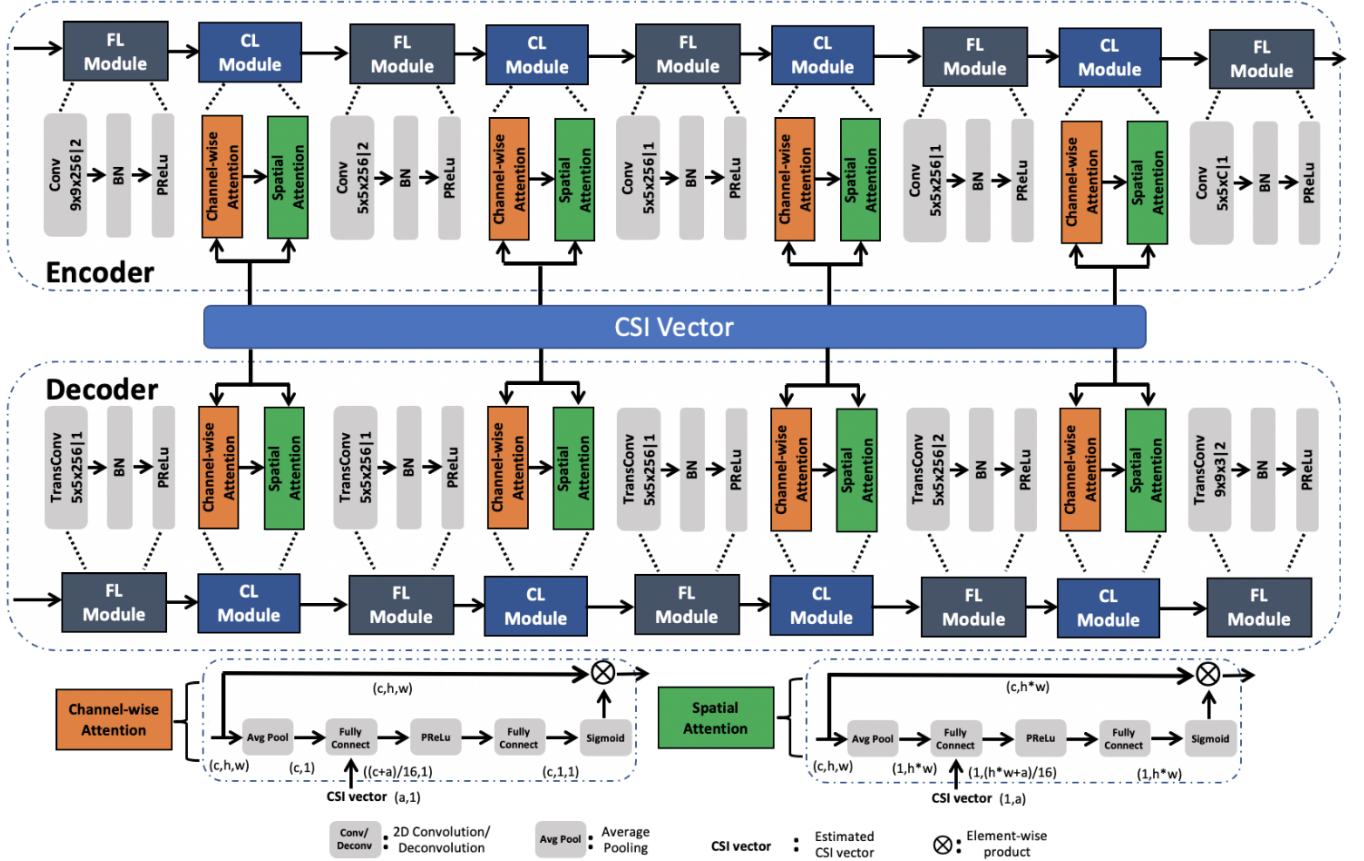 FL Module
CL Module
FL Module
CL Module
FL Module
CL Module
FL Module
CL Module
FL Module
Conv 9x9x256|2
BN
PReLu
Channel-wise Attention
Spatial Attention
Conv 5x5x256|2
BN
PReLu
Channel-wise Attention
Spatial Attention
Conv 5x5x256|1
BN
PReLu
Channel-wise Attention
Spatial Attention
Conv 5x5x256|1
BN
PReLu
Channel-wise Attention
Spatial Attention
Conv 5x5xC|1
BN
PReLu
Encoder
CSI Vector
Decoder
TransConv 5x5x256|1
BN
PReLu
Channel-wise Attention
Spatial Attention
TransConv 5x5x256|1
BN
PReLu
Channel-wise Attention
Spatial Attention
TransConv 5x5x256|1
BN
PReLu
Channel-wise Attention
Spatial Attention
TransConv 5x5x256|2
BN
PReLu
Channel-wise Attention
Spatial Attention
TransConv 9x9x3|2
BN
PReLu
FL Module
CL Module
FL Module
CL Module
FL Module
CL Module
FL Module
CL Module
FL Module
Channel-wise Attention
(c,h,w)
Avg Pool
Fully Connect
PReLu
Fully Connect
Sigmoid
(c,h,w)
(c,1)
((c+a)/16,1)
(c,1,1)
CSI vector (a,1)
Spatial Attention
(c,h*w)
Avg Pool
Fully Connect
PReLu
Fully Connect
Sigmoid
(c,h,w)
(1,h*w)
(1,(h*w+a)/16)
(1,h*w)
CSI vector (1,a)
Conv/ Deconv : 2D Convolution/ Deconvolution
Avg Pool : Average Pooling
CSI vector : Estimated CSI vector
: Element-wise product